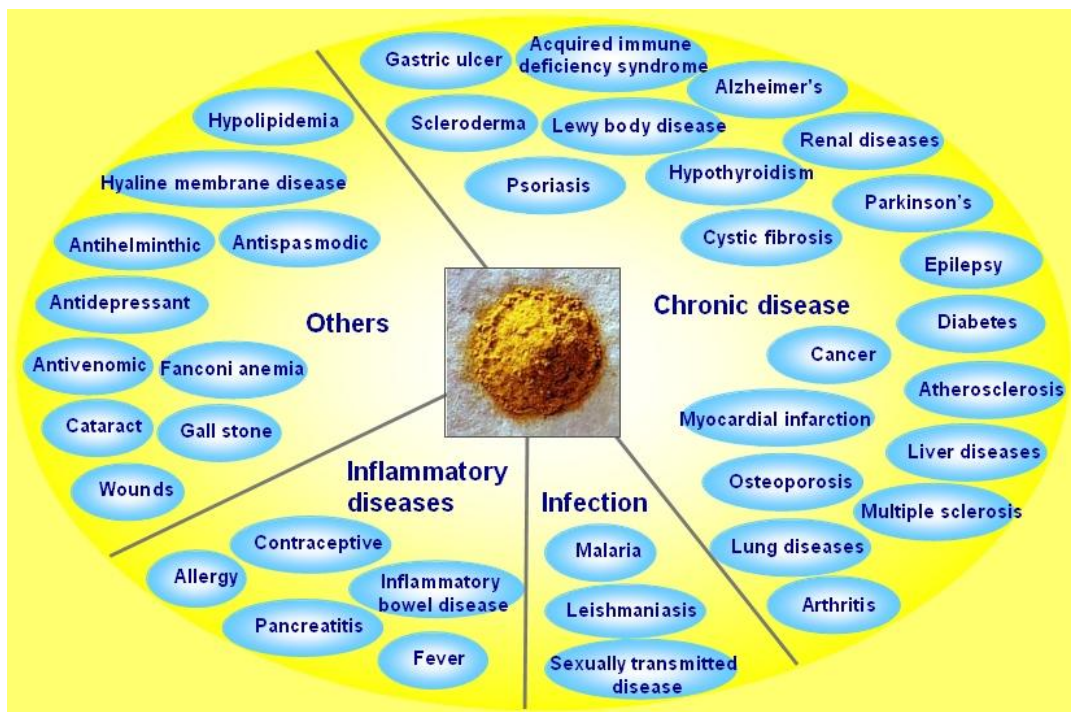 Gastric ulcer
Acquired immune
deficiency syndrome
Alzheimer's
Scleroderma
Lewy body disease
Renal diseases
Psoriasis
Hypothyroidism
Parkinson's
Cystic fibrosis
Epilepsy
Chronic disease
Diabetes
Cancer
Atherosclerosis
Myocardial infarction
Liver diseases
Osteoporosis
Multiple sclerosis
Lung diseases
Arthritis
Infection
Malaria
Leishmaniasis
Sexually transmitted
disease
Inflammatory
diseases
Contraceptive
Allergy
Inflammatory
bowel disease
Pancreatitis
Fever
Others
Hypolipidemia
Hyaline membrane disease
Antihelminthic
Antispasmodic
Antidepressant
Antivenomic
Fanconi anemia
Cataract
Gall stone
Wounds